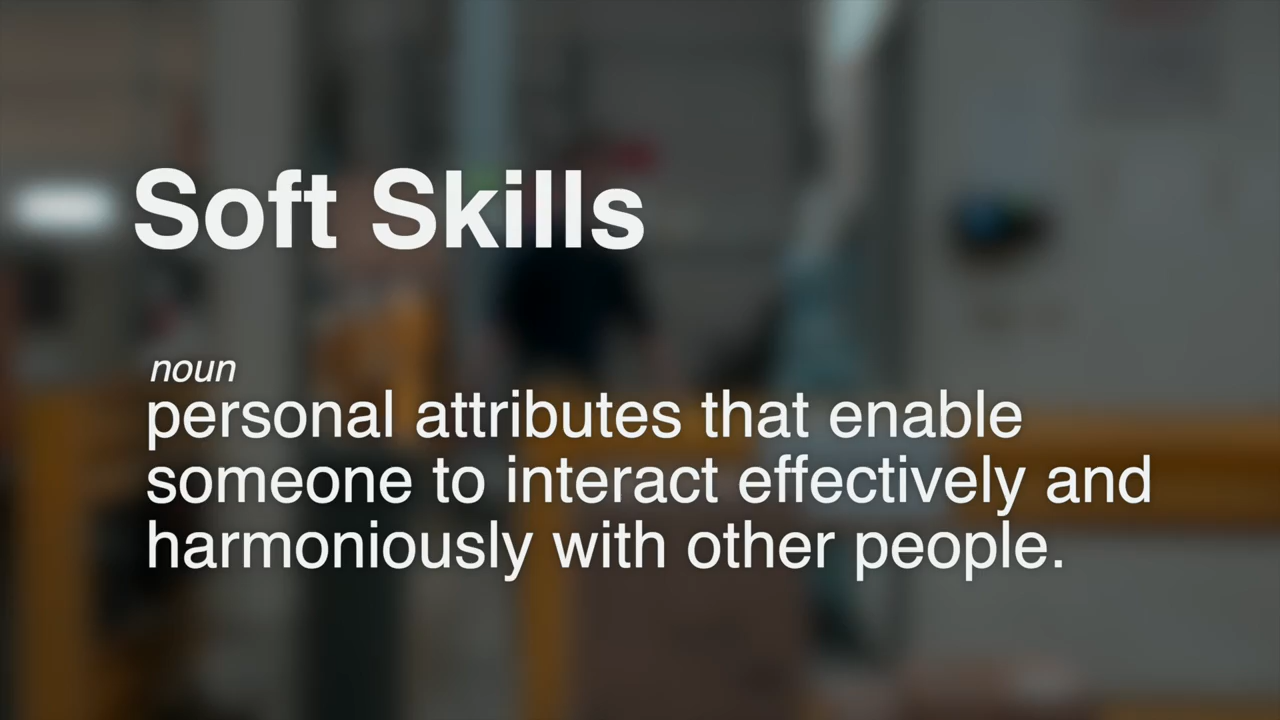 Soft Skills
noun
personal attributes that enable
someone to interact effectively and
harmoniously with other people.